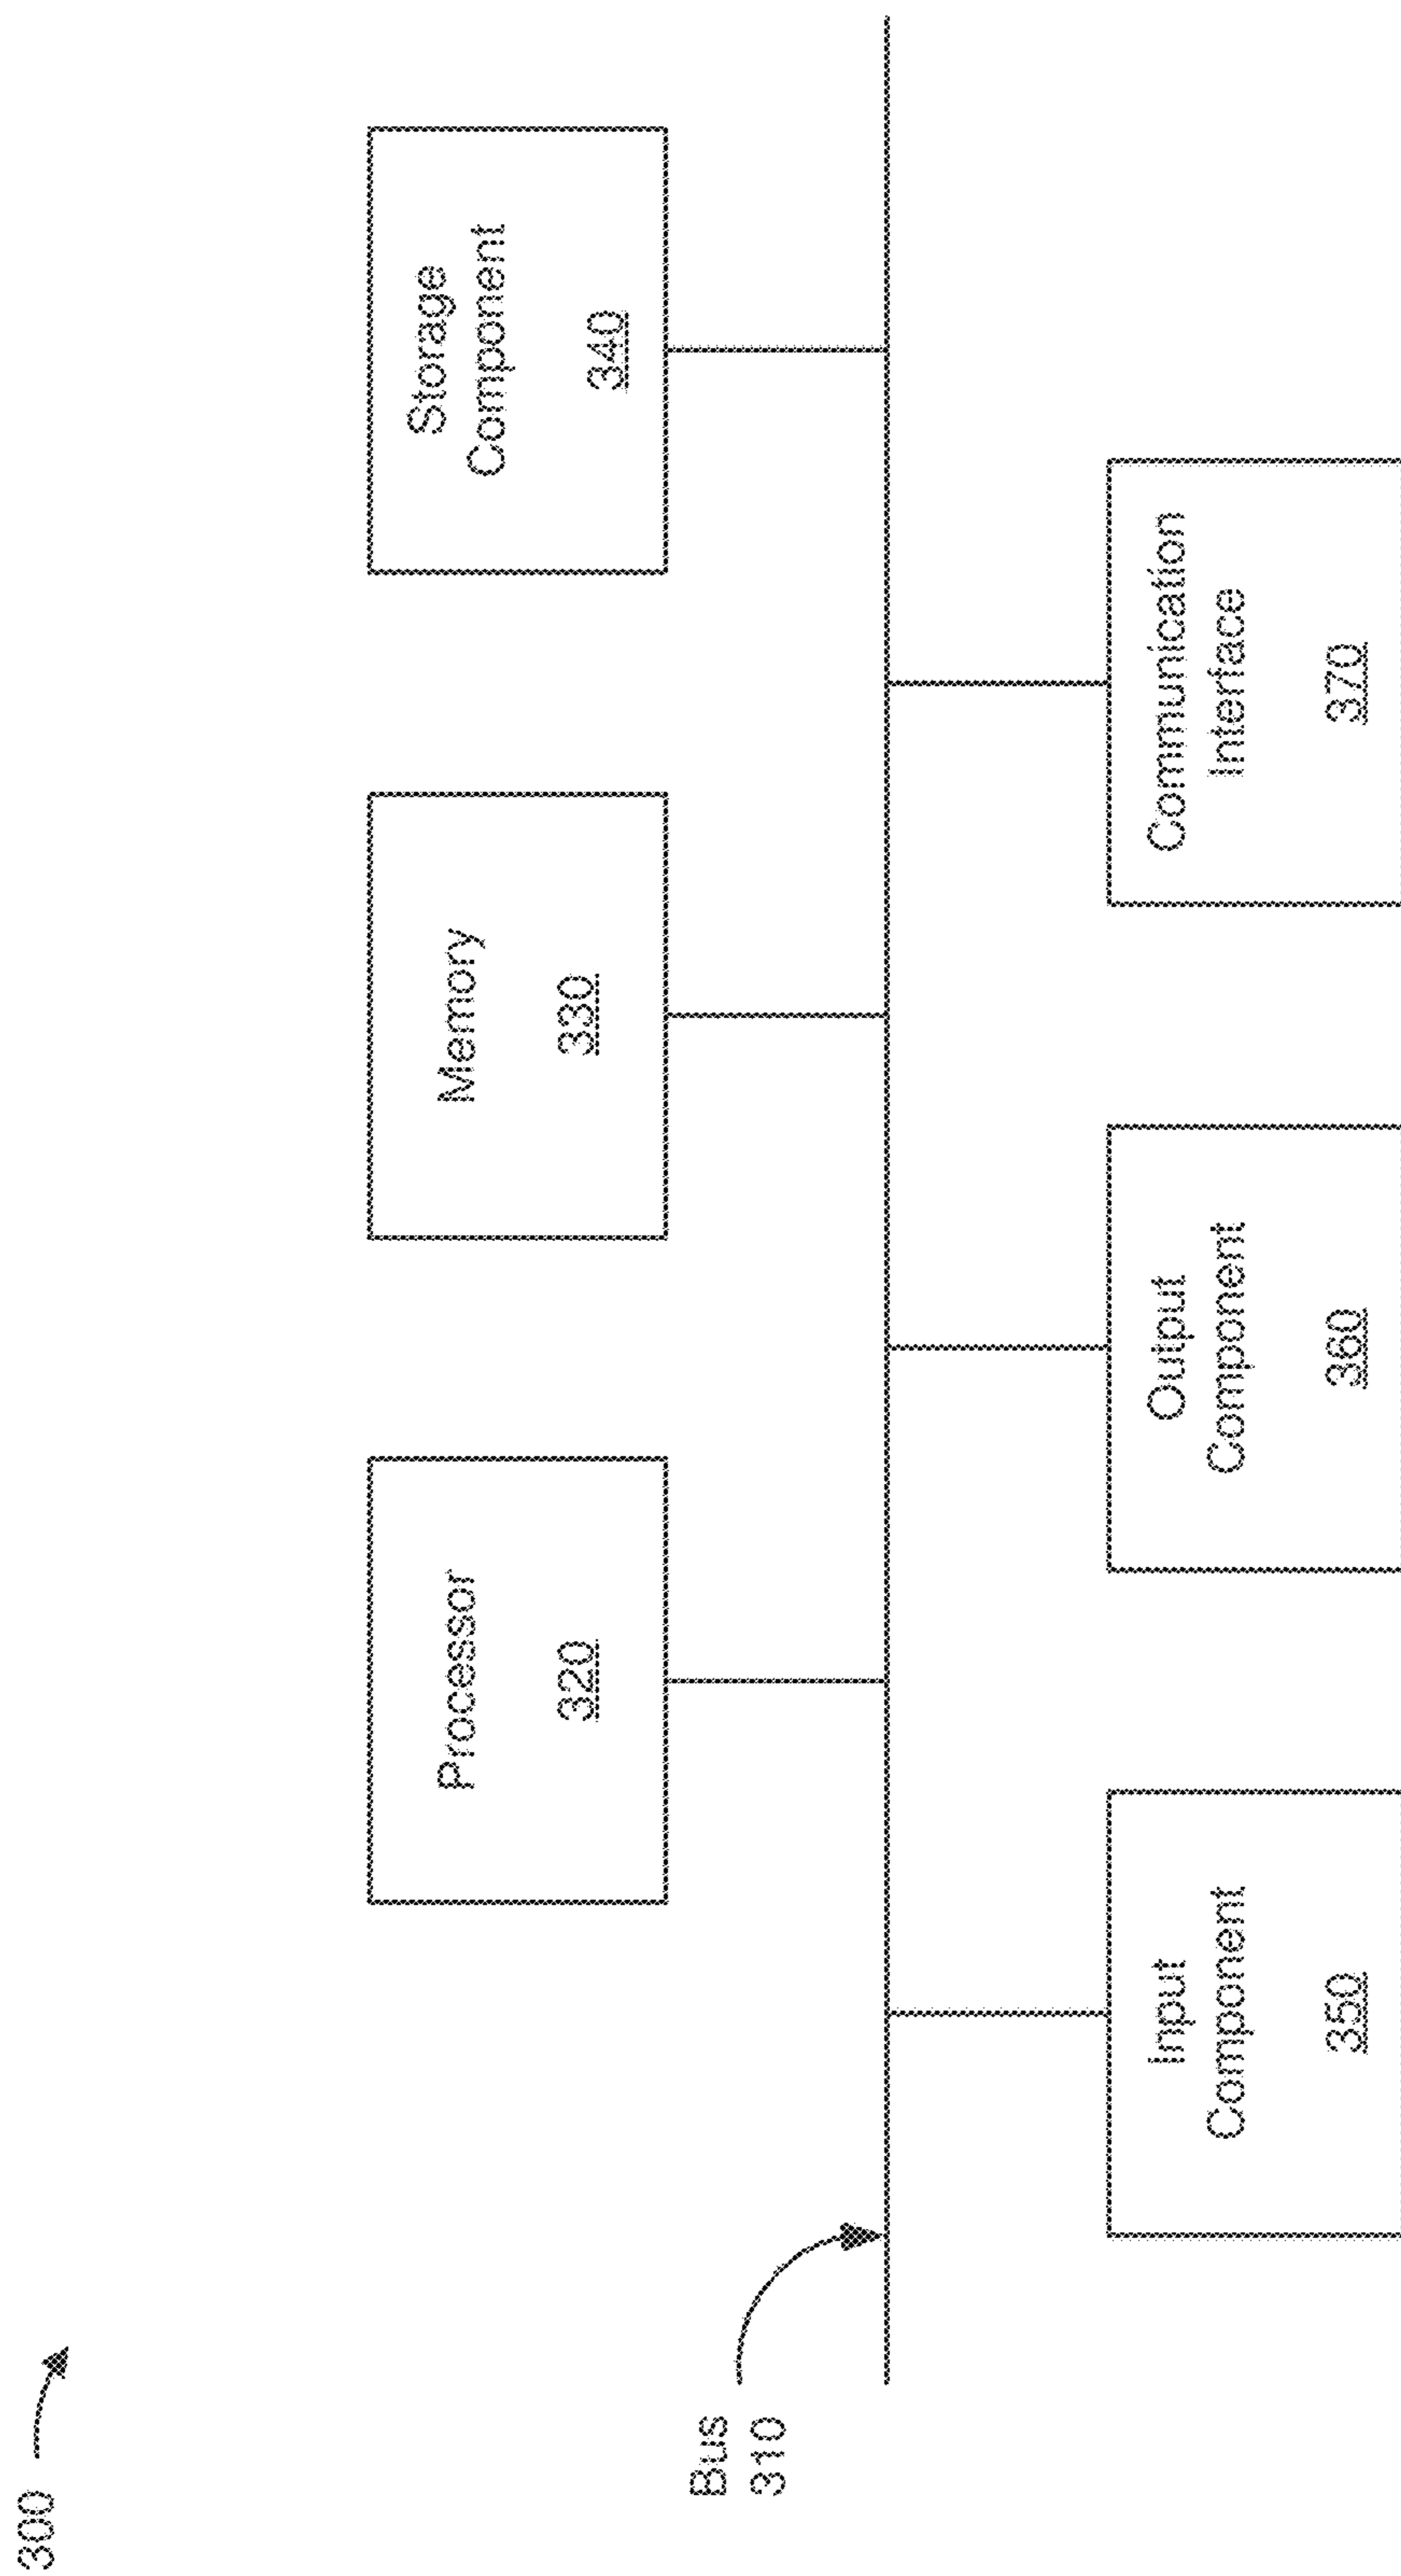 300
Bus
310
Processor
320
Memory
330
Storage
Component
340
Input
Component
350
Output
Component
360
Communication
Interface
370